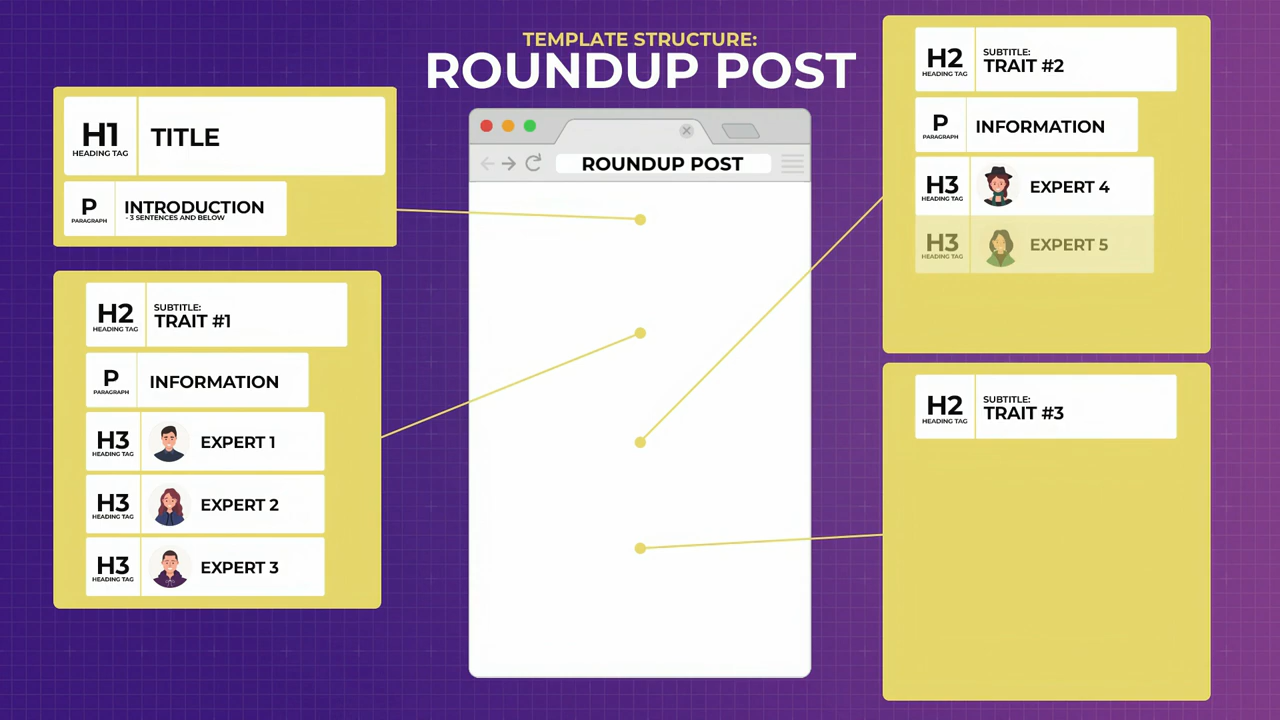 TEMPLATE STRUCTURE:
ROUNDUP POST
H1
HEADING TAG
TITLE
P
PARAGRAPH
INTRODUCTION
- 3 SENTENCES AND BELOW
H2
HEADING TAG
SUBTITLE:
TRAIT #1
P
PARAGRAPH
INFORMATION
H3
HEADING TAG
EXPERT 1
H3
HEADING TAG
EXPERT 2
H3
HEADING TAG
EXPERT 3
ROUNDUP POST
H2
HEADING TAG
SUBTITLE:
TRAIT #2
P
PARAGRAPH
INFORMATION
H3
HEADING TAG
EXPERT 4
H3
HEADING TAG
EXPERT 5
H2
HEADING TAG
SUBTITLE:
TRAIT #3